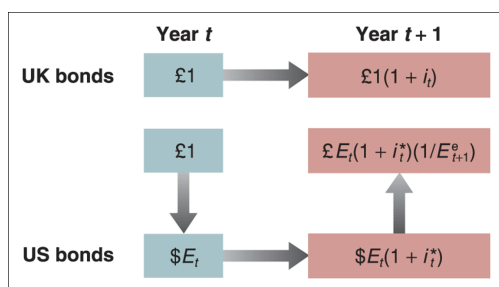 Year t Year t + 1
UK bonds £1 £1(1 + iₜ)
£1 £Eₜ(1 + iₜ*)(1/Eᵉₜ₊₁)
US bonds $Eₜ $Eₜ(1 + iₜ*)